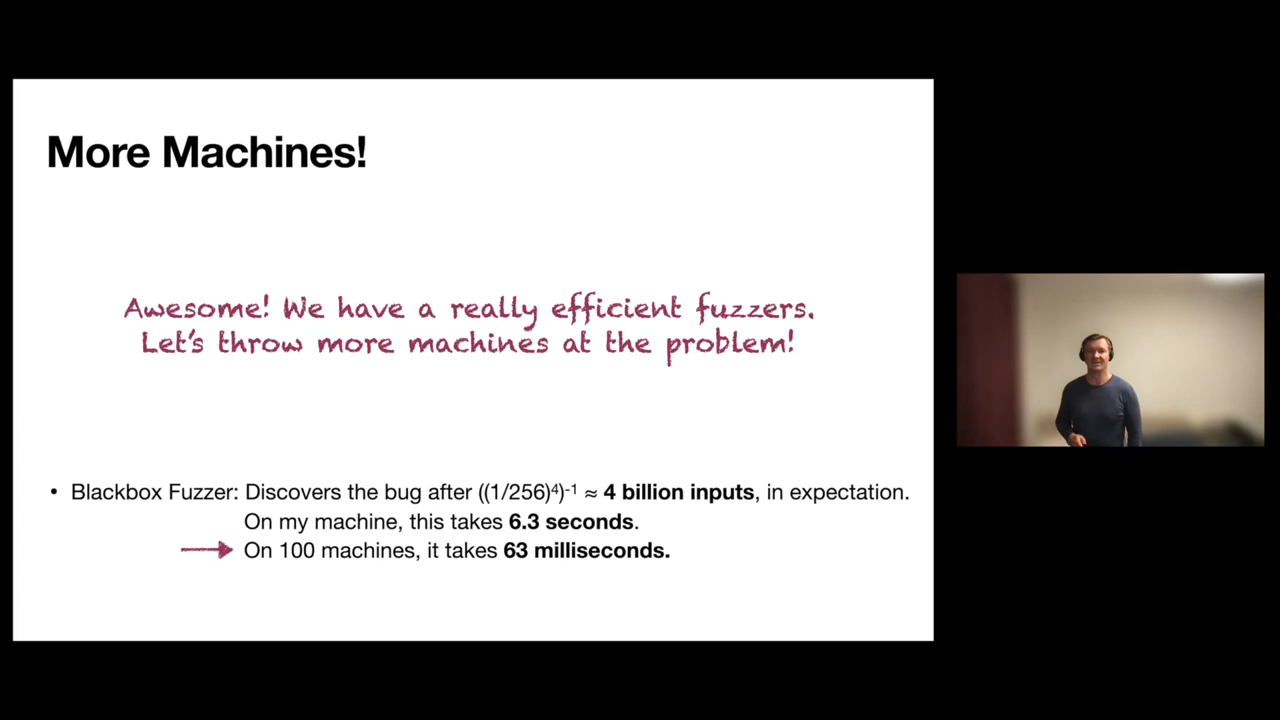 More Machines!
Awesome! We have a really efficient fuzzers.
Let's throw more machines at the problem!
• Blackbox Fuzzer: Discovers the bug after ((1/256)⁴)⁻¹ ≈ 4 billion inputs, in expectation.
On my machine, this takes 6.3 seconds.
On 100 machines, it takes 63 milliseconds.